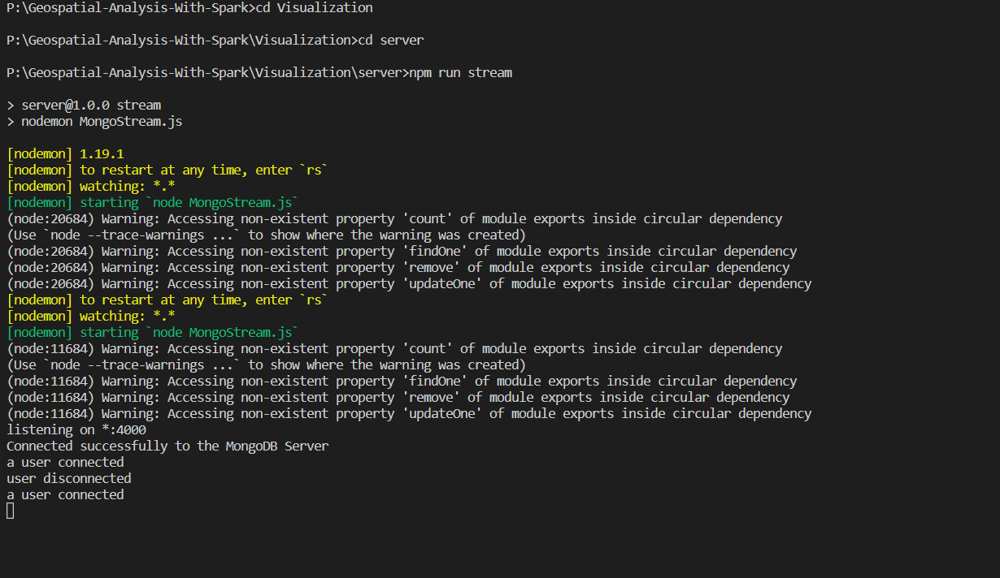 P:\Geospatial-Analysis-With-Spark>cd Visualization
P:\Geospatial-Analysis-With-Spark\Visualization>cd server
P:\Geospatial-Analysis-With-Spark\Visualization\server>npm run stream
> server@1.0.0 stream
> nodemon MongoStream.js
[nodemon] 1.19.1
[nodemon] to restart at any time, enter `rs`
[nodemon] watching: *.*
[nodemon] starting `node MongoStream.js`
(node:20684) Warning: Accessing non-existent property 'count' of module exports inside circular dependency
(Use `node --trace-warnings ...` to show where the warning was created)
(node:20684) Warning: Accessing non-existent property 'findOne' of module exports inside circular dependency
(node:20684) Warning: Accessing non-existent property 'remove' of module exports inside circular dependency
(node:20684) Warning: Accessing non-existent property 'updateOne' of module exports inside circular dependency
[nodemon] to restart at any time, enter `rs`
[nodemon] watching: *.*
[nodemon] starting `node MongoStream.js`
(node:11684) Warning: Accessing non-existent property 'count' of module exports inside circular dependency
(Use `node --trace-warnings ...` to show where the warning was created)
(node:11684) Warning: Accessing non-existent property 'findOne' of module exports inside circular dependency
(node:11684) Warning: Accessing non-existent property 'remove' of module exports inside circular dependency
(node:11684) Warning: Accessing non-existent property 'updateOne' of module exports inside circular dependency
listening on *:4000
Connected successfully to the MongoDB Server
a user connected
user disconnected
a user connected